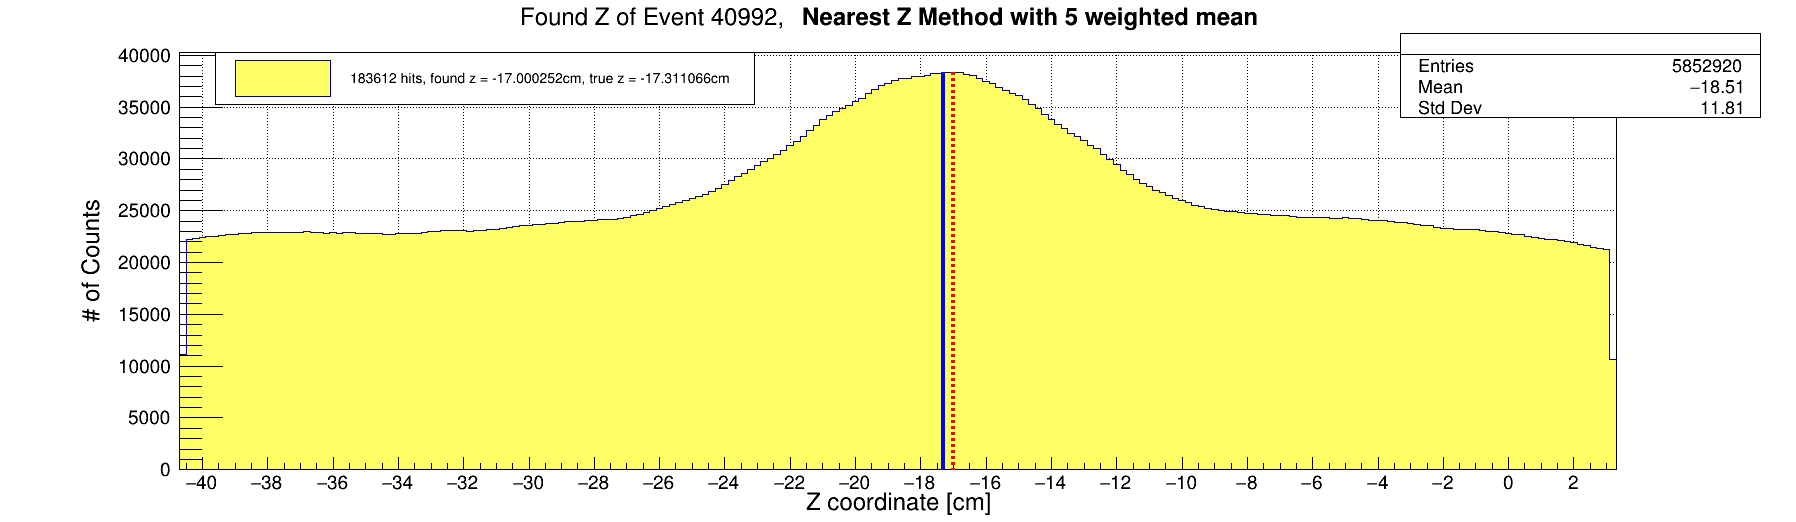 Found Z of Event 40992, Nearest Z Method with 5 weighted mean
183612 hits, found z = -17.000252cm, true z = -17.311066cm
Entries 5852920
Mean −18.51
Std Dev 11.81
# of Counts
40000
35000
30000
25000
20000
15000
10000
5000
0
−40 −38 −36 −34 −32 −30 −28 −26 −24 −22 −20 −18 −16 −14 −12 −10 −8 −6 −4 −2 0 2
Z coordinate [cm]